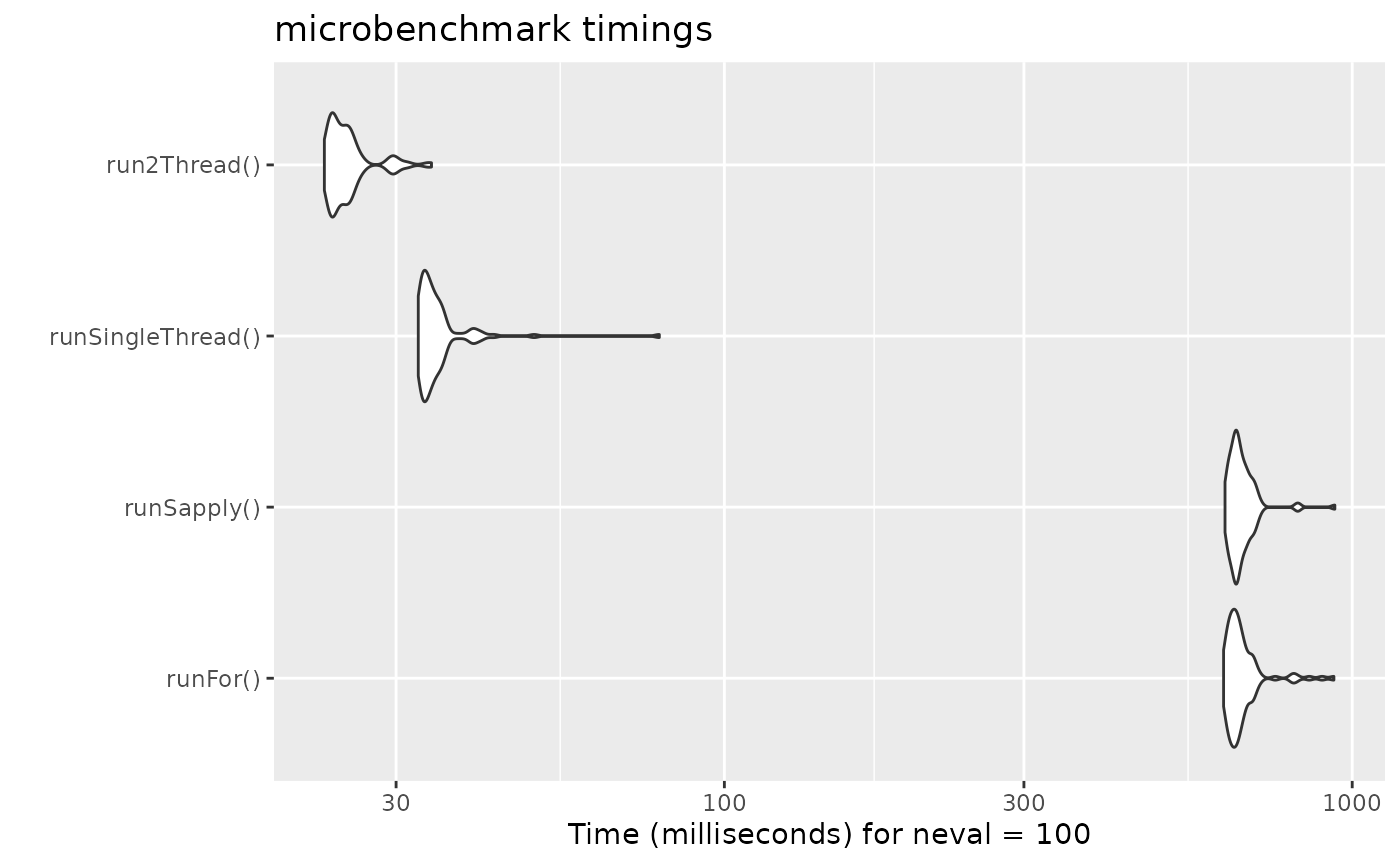 microbenchmark timings
run2Thread()
runSingleThread()
runSapply()
runFor()
30 100 300 1000
Time (milliseconds) for neval = 100